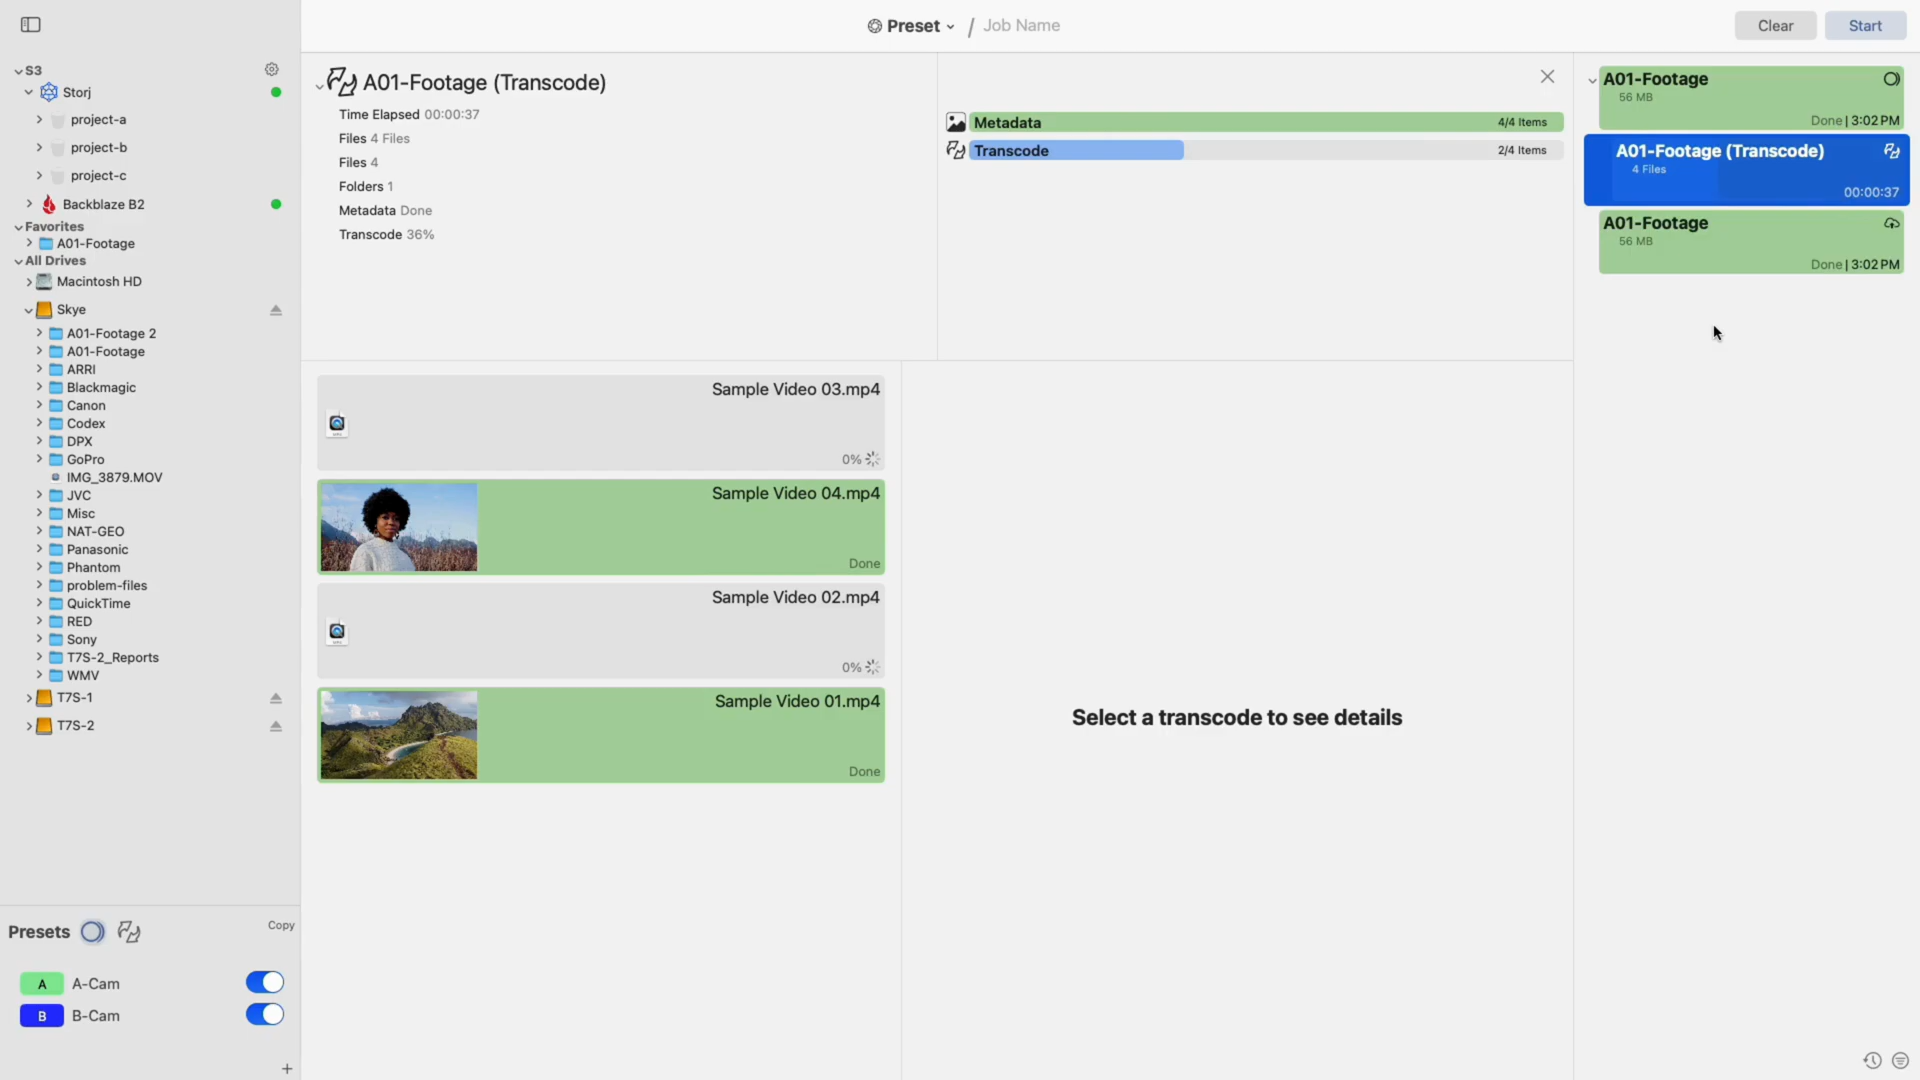 Preset / Job Name
Clear
Start
S3
Storj
project-a
project-b
project-c
Backblaze B2
Favorites
A01-Footage
All Drives
Macintosh HD
Skye
A01-Footage 2
A01-Footage
ARRI
Blackmagic
Canon
Codex
DPX
GoPro
IMG_3879.MOV
JVC
Misc
NAT-GEO
Panasonic
Phantom
problem-files
QuickTime
RED
Sony
T7S-2_Reports
WMV
T7S-1
T7S-2
Presets
Copy
A A-Cam
B B-Cam
A01-Footage (Transcode)
Time Elapsed 00:00:37
Files 4 Files
Files 4
Folders 1
Metadata Done
Transcode 36%
Metadata 4/4 Items
Transcode 2/4 Items
Sample Video 03.mp4
0%
Sample Video 04.mp4
Done
Sample Video 02.mp4
0%
Sample Video 01.mp4
Done
Select a transcode to see details
A01-Footage
56 MB
Done | 3:02 PM
A01-Footage (Transcode)
4 Files
00:00:37
A01-Footage
56 MB
Done | 3:02 PM